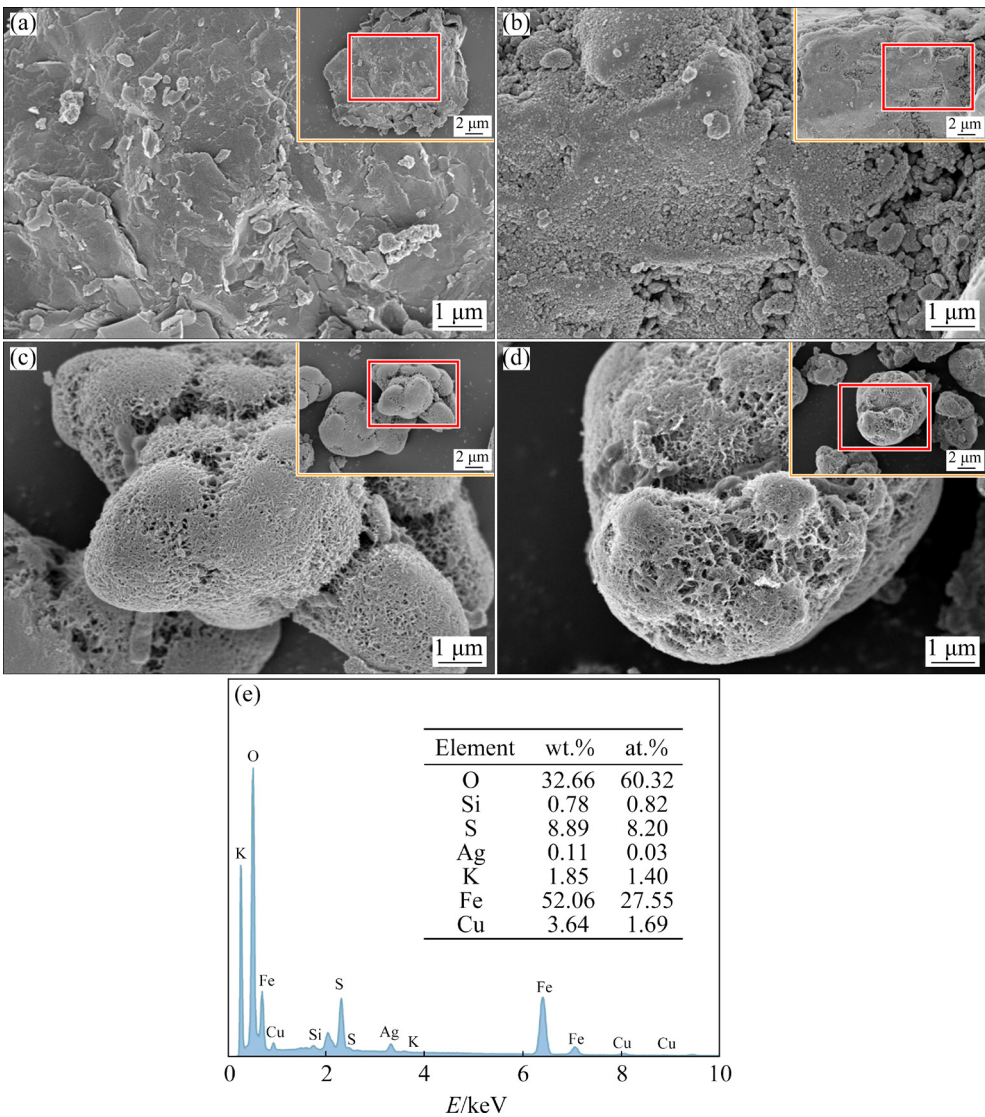 (a)
2 μm
1 μm
(b)
2 μm
1 μm
(c)
2 μm
1 μm
(d)
2 μm
1 μm
(e)
Element wt.% at.%
O 32.66 60.32
Si 0.78 0.82
S 8.89 8.20
Ag 0.11 0.03
K 1.85 1.40
Fe 52.06 27.55
Cu 3.64 1.69
O
K
Fe
Cu
Si
S
S
Ag
K
Fe
Fe
Cu
Cu
0 2 4 6 8 10
E/keV